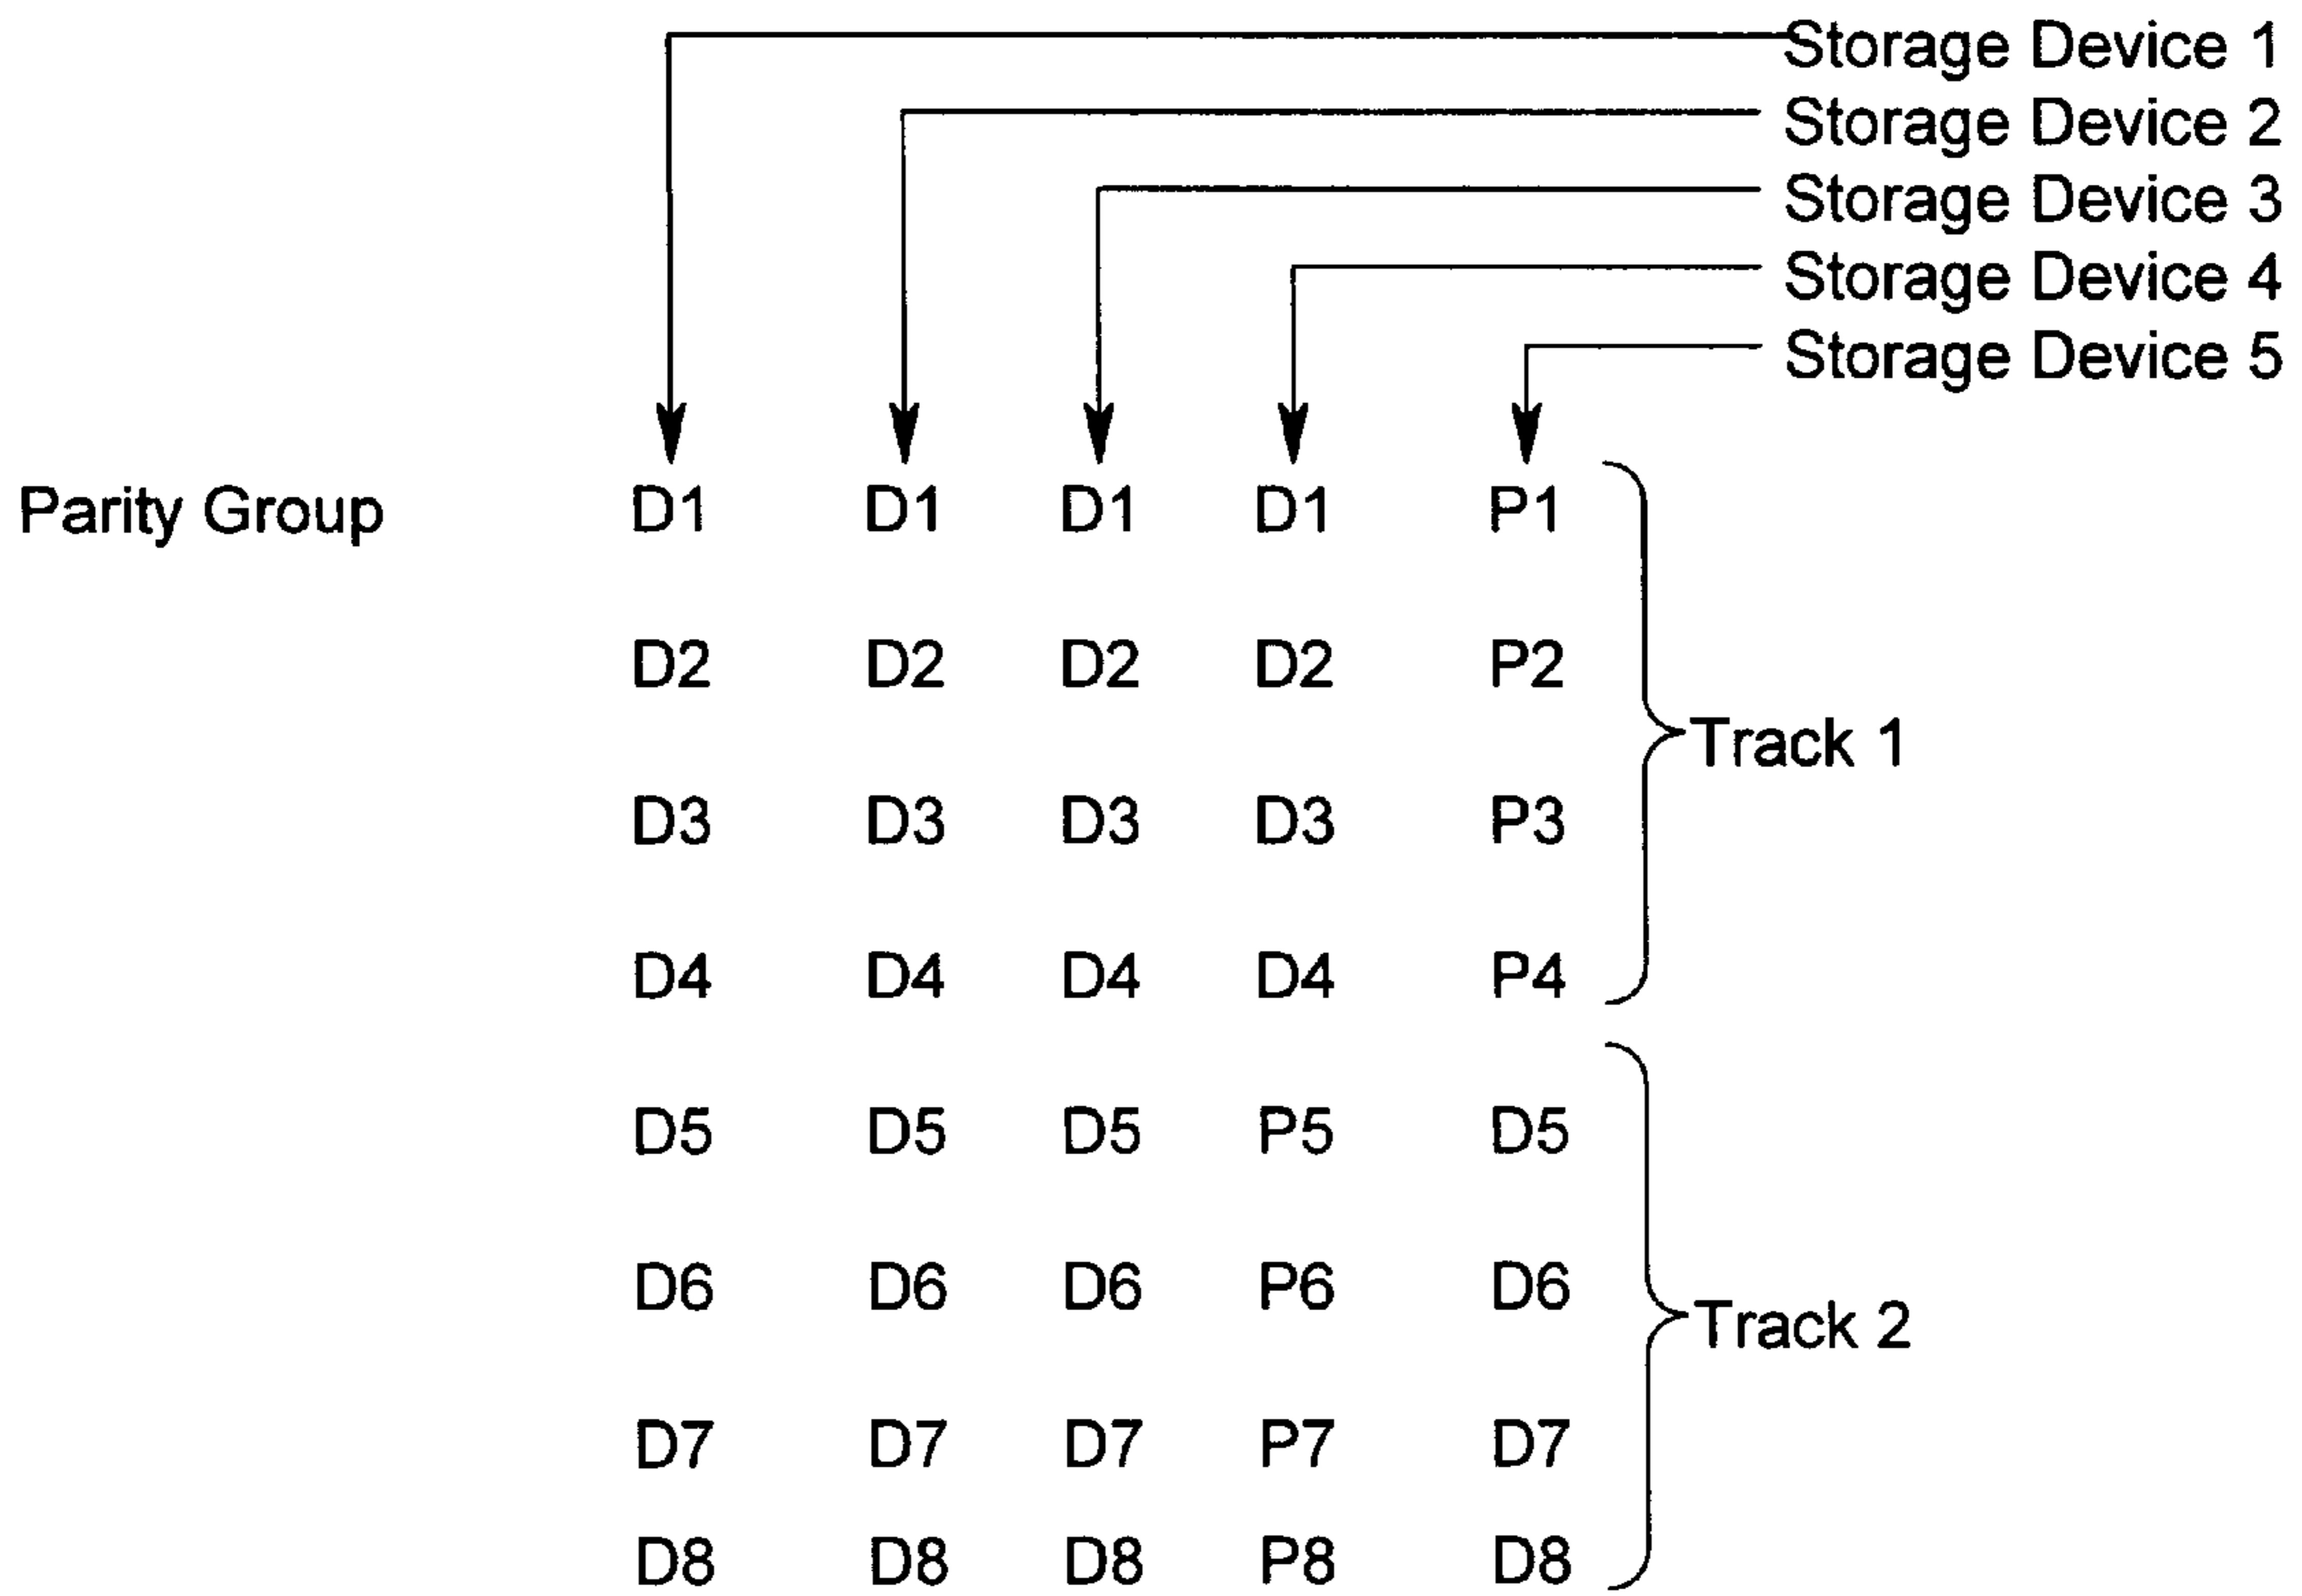 Storage Device 1
Storage Device 2
Storage Device 3
Storage Device 4
Storage Device 5
Parity Group D1 D1 D1 D1 P1
D2 D2 D2 D2 P2
Track 1
D3 D3 D3 D3 P3
D4 D4 D4 D4 P4
D5 D5 D5 P5 D5
D6 D6 D6 P6 D6
Track 2
D7 D7 D7 P7 D7
D8 D8 D8 P8 D8